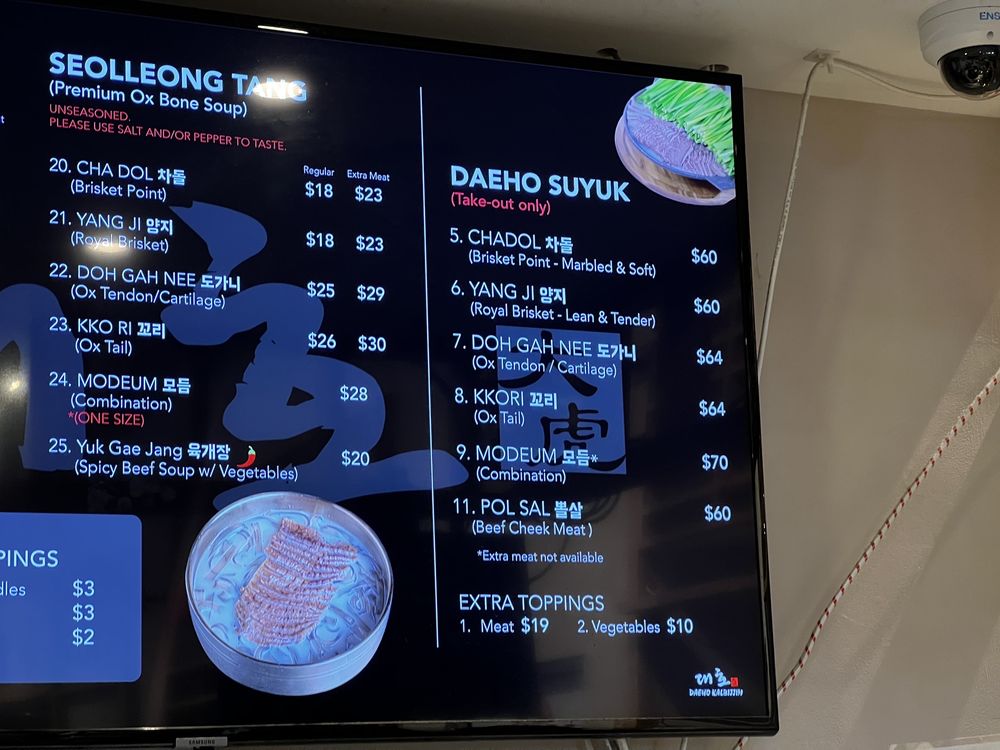 SEOLLEONG TANG
(Premium Ox Bone Soup)
UNSEASONED.
PLEASE USE SALT AND/OR PEPPER TO TASTE.
Regular Extra Meat
20. CHA DOL 차돌 $18 $23
(Brisket Point)
21. YANG JI 양지 $18 $23
(Royal Brisket)
22. DOH GAH NEE 도가니 $25 $29
(Ox Tendon/Cartilage)
23. KKO RI 꼬리 $26 $30
(Ox Tail)
24. MODEUM 모듬 $28
(Combination)
*(ONE SIZE)
25. Yuk Gae Jang 육개장 $20
(Spicy Beef Soup w/ Vegetables)
$3
$3
$2
DAEHO SUYUK
(Take-out only)
5. CHADOL 차돌 $60
(Brisket Point - Marbled & Soft)
6. YANG JI 양지 $60
(Royal Brisket - Lean & Tender)
7. DOH GAH NEE 도가니 $64
(Ox Tendon / Cartilage)
8. KKORI 꼬리 $64
(Ox Tail)
9. MODEUM 모듬* $70
(Combination)
11. POL SAL 뽈살 $60
(Beef Cheek Meat )
*Extra meat not available
EXTRA TOPPINGS
1. Meat $19 2. Vegetables $10
大虎
대호
DAEHO KALBIJJIM
SAMSUNG
ENS